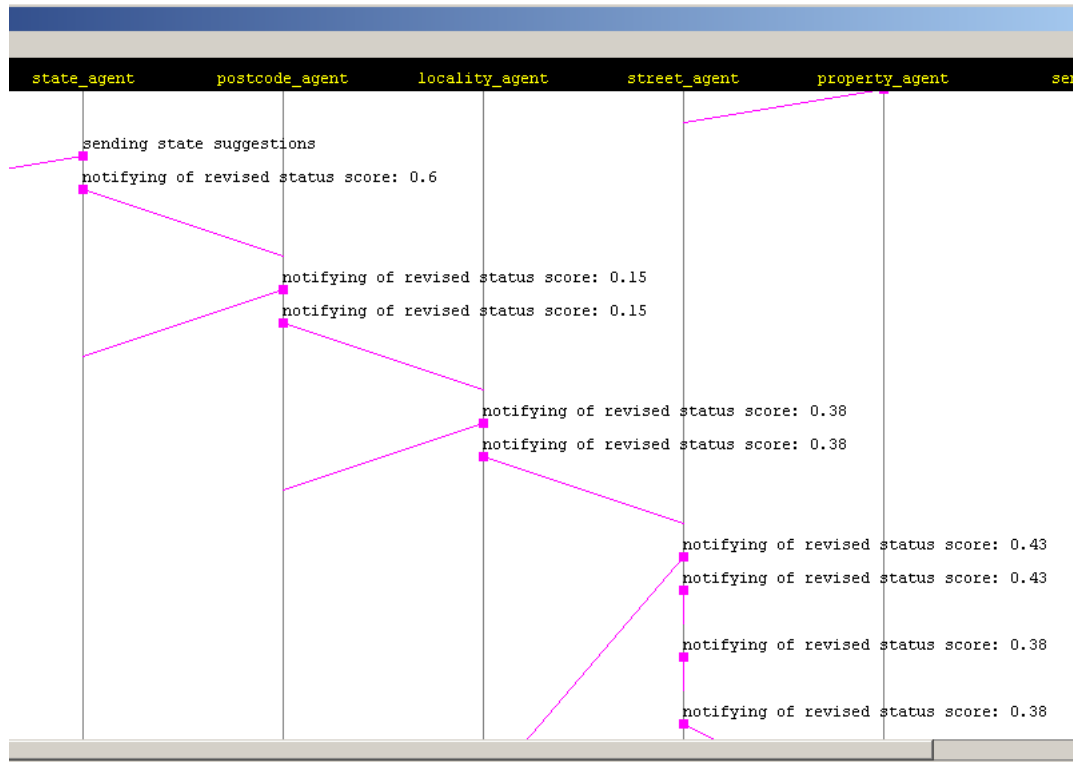 state_agent postcode_agent locality_agent street_agent property_agent
sending state suggestions
notifying of revised status score: 0.6
notifying of revised status score: 0.15
notifying of revised status score: 0.15
notifying of revised status score: 0.38
notifying of revised status score: 0.38
notifying of revised status score: 0.43
notifying of revised status score: 0.43
notifying of revised status score: 0.38
notifying of revised status score: 0.38